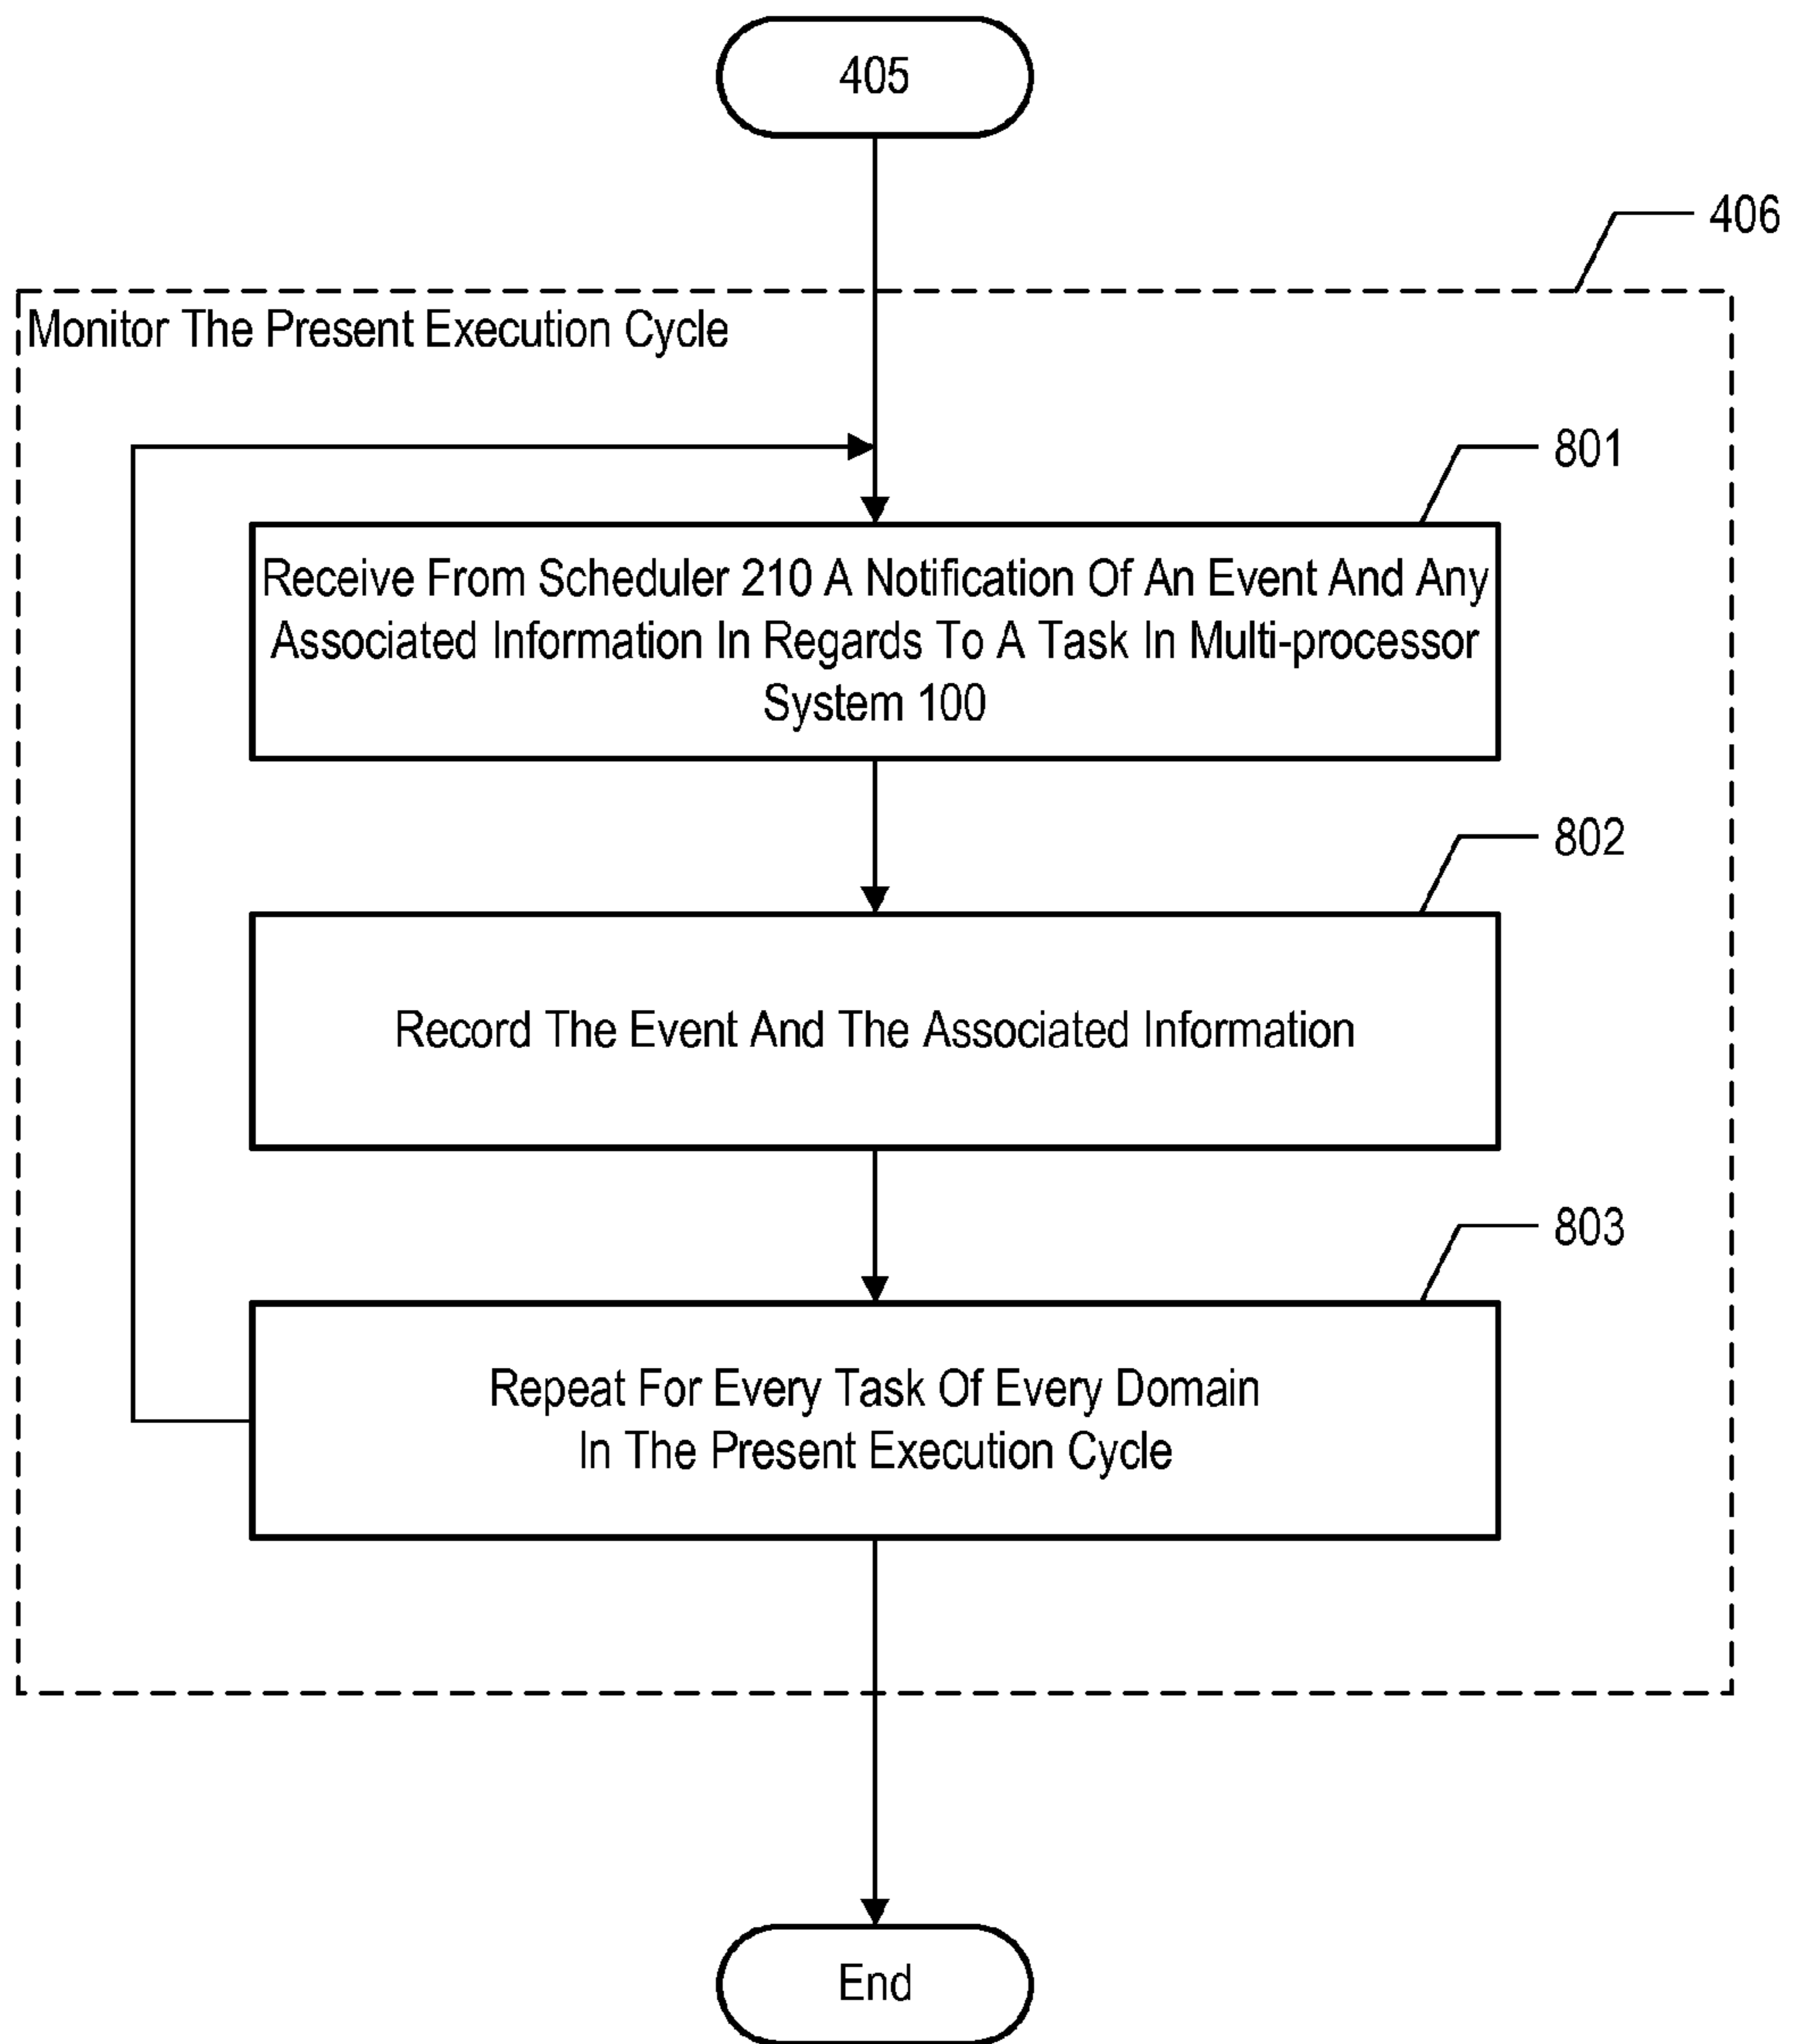 405
406
Monitor The Present Execution Cycle
801
Receive From Scheduler 210 A Notification Of An Event And Any
Associated Information In Regards To A Task In Multi-processor
System 100
802
Record The Event And The Associated Information
803
Repeat For Every Task Of Every Domain
In The Present Execution Cycle
End